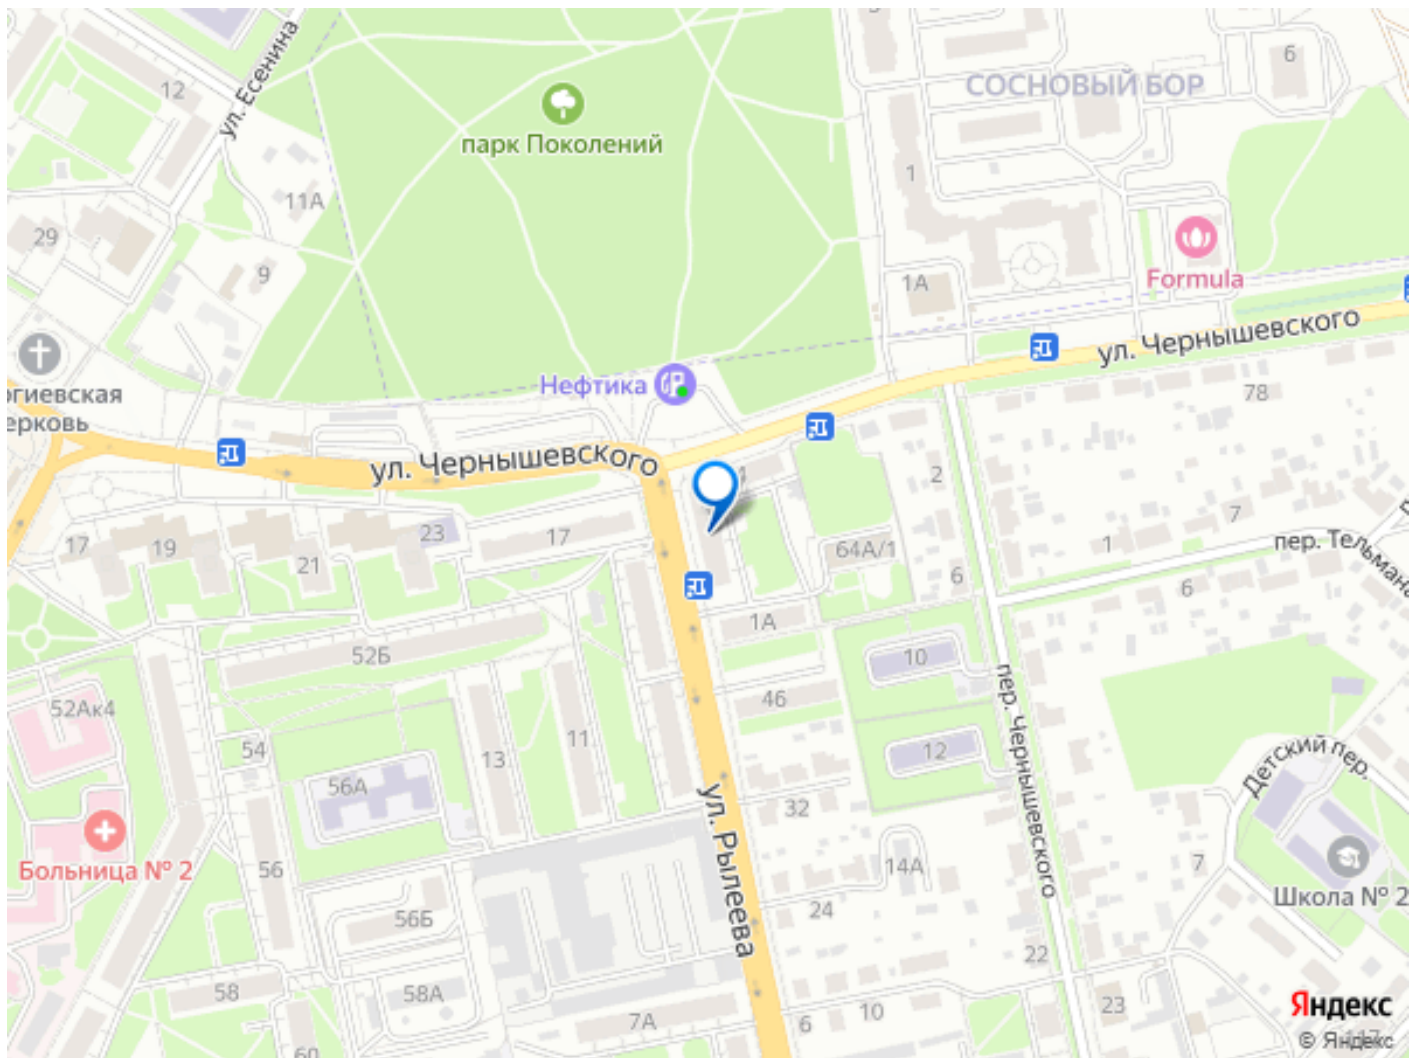 6
СОСНОВЫЙ БОР
12
ул. Есенина
парк Поколений
1
11А
29
9
1А
Formula
ул. Чернышевского
Нефтика
огиевская
ерковь
78
ул. Чернышевского
2
7
17
19
21
23
17
64А/1
1
пер. Тельмана
6
6
1А
52Б
10
46
52Ак4
54
13
11
12
пер. Чернышевского
Детский пер.
56А
32
ул. Рылеева
Больница № 2
56
14А
7
Школа № 2
56Б
24
22
58
58А
10
23
7А
6
60
117
Яндекс
© Яндекс